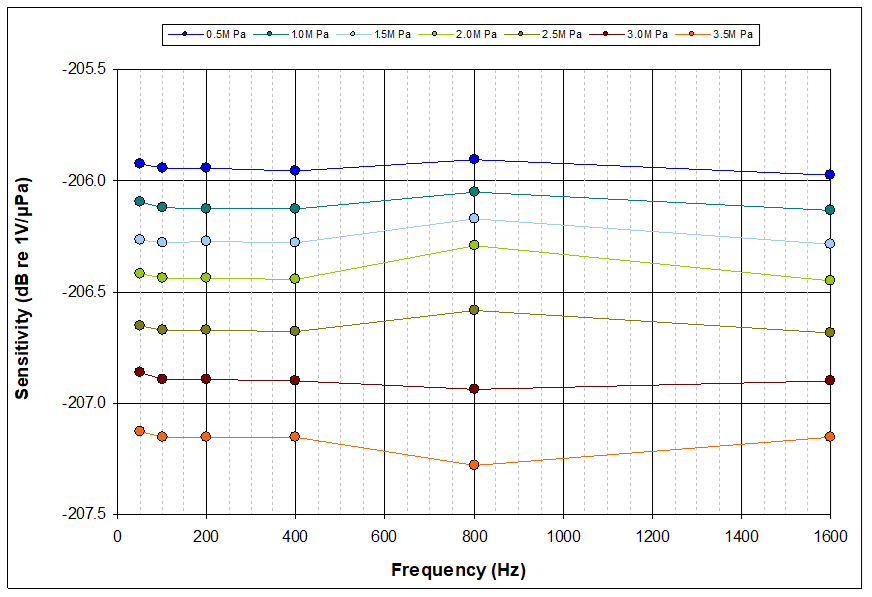 0.5M Pa 1.0M Pa 1.5M Pa 2.0M Pa 2.5M Pa 3.0M Pa 3.5M Pa
-205.5
-206.0
-206.5
-207.0
-207.5
Sensitivity (dB re 1V/µPa)
0 200 400 600 800 1000 1200 1400 1600
Frequency (Hz)